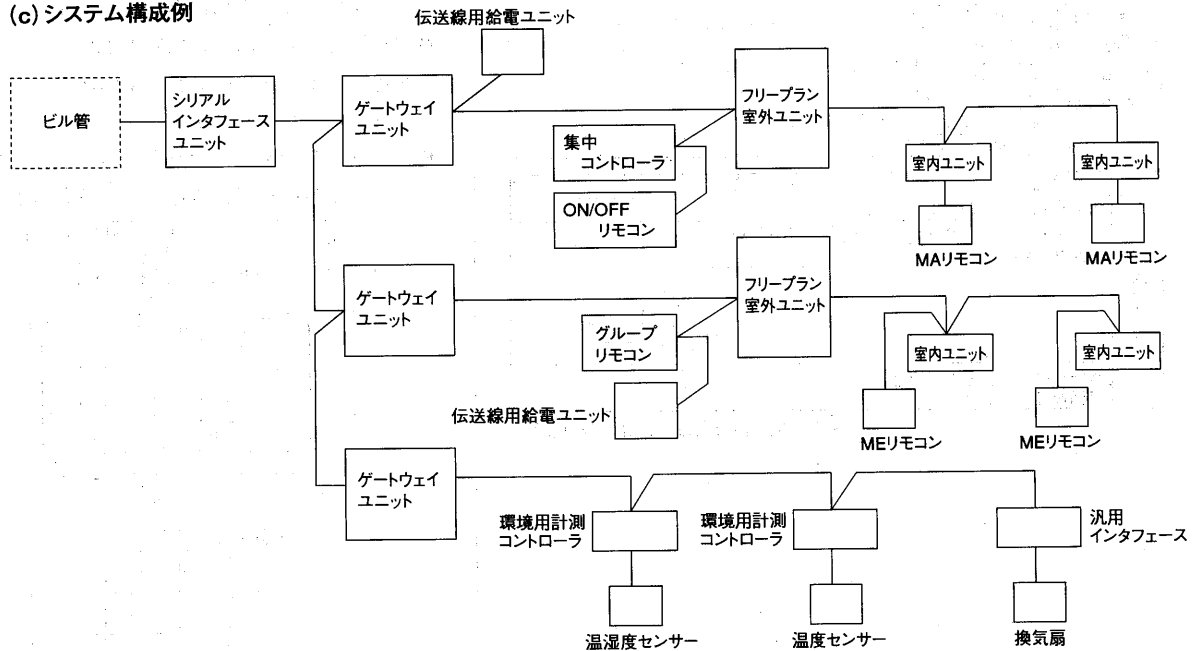 (c)システム構成例
伝送線用給電ユニット
ビル管
シリアル
インタフェース
ユニット
ゲートウェイ
ユニット
フリープラン
室外ユニット
集中
コントローラ
ON/OFF
リモコン
室内ユニット
室内ユニット
MAリモコン
MAリモコン
ゲートウェイ
ユニット
フリープラン
室外ユニット
グループ
リモコン
室内ユニット
室内ユニット
伝送線用給電ユニット
MEリモコン
MEリモコン
ゲートウェイ
ユニット
環境用計測
コントローラ
環境用計測
コントローラ
汎用
インタフェース
温湿度センサー
温度センサー
換気扇